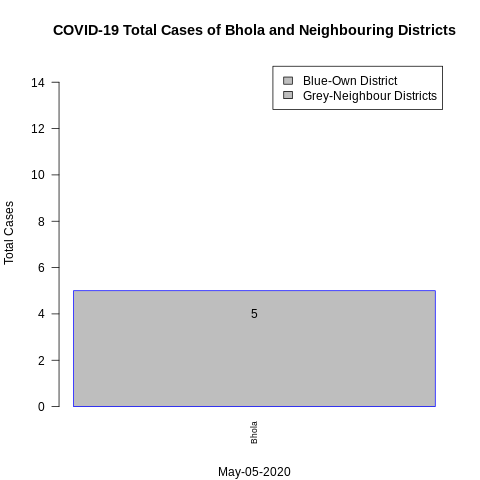 COVID-19 Total Cases of Bhola and Neighbouring Districts
Blue-Own District
Grey-Neighbour Districts
Total Cases
14
12
10
8
6
4
2
0
5
Bhola
May-05-2020